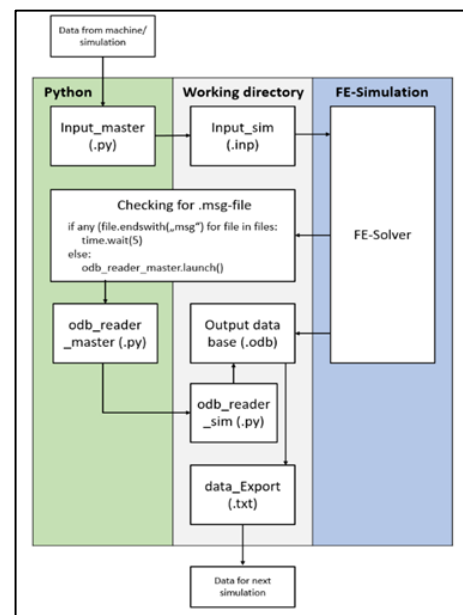 Data from machine/
simulation
Python
Working directory
FE-Simulation
Input_master
(.py)
Input_sim
(.inp)
FE-Solver
Checking for .msg-file
if any (file.endswith(„msg“) for file in files:
time.wait(5)
else:
odb_reader_master.launch()
odb_reader
_master (.py)
Output data
base (.odb)
odb_reader
_sim (.py)
data_Export
(.txt)
Data for next
simulation